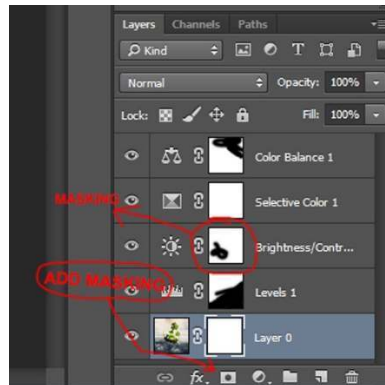 Layers Channels Paths
Kind
Normal Opacity: 100%
Lock: Fill: 100%
Color Balance 1
MASKING
Selective Color 1
Brightness/Contr...
ADD MASKING
Levels 1
Layer 0
fx